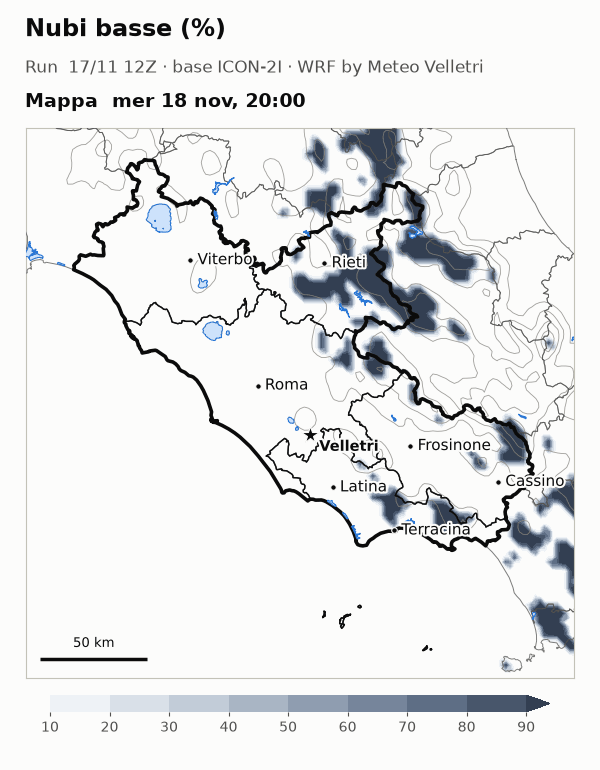 Nubi basse (%)
Run 17/11 12Z · base ICON-2I · WRF by Meteo Velletri
Mappa mer 18 nov, 20:00
Viterbo
Rieti
Roma
Velletri
Frosinone
Latina
Cassino
Terracina
50 km
10 20 30 40 50 60 70 80 90